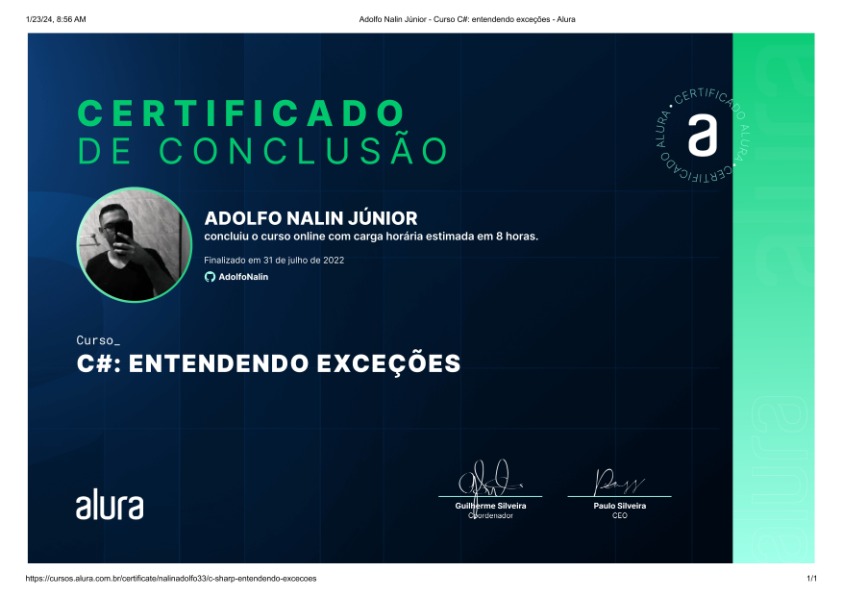 1/23/24, 8:56 AM
Adolfo Nalin Júnior - Curso C#: entendendo exceções - Alura
CERTIFICADO
DE CONCLUSÃO
a
• CERTIFICADO ALURA • CERTIFICADO ALURA
ADOLFO NALIN JÚNIOR
concluiu o curso online com carga horária estimada em 8 horas.
Finalizado em 31 de julho de 2022
AdolfoNalin
Curso_
C#: ENTENDENDO EXCEÇÕES
alura
Guilherme Silveira
Coordenador
Paulo Silveira
CEO
alura
alura
https://cursos.alura.com.br/certificate/nalinadolfo33/c-sharp-entendendo-excecoes
1/1